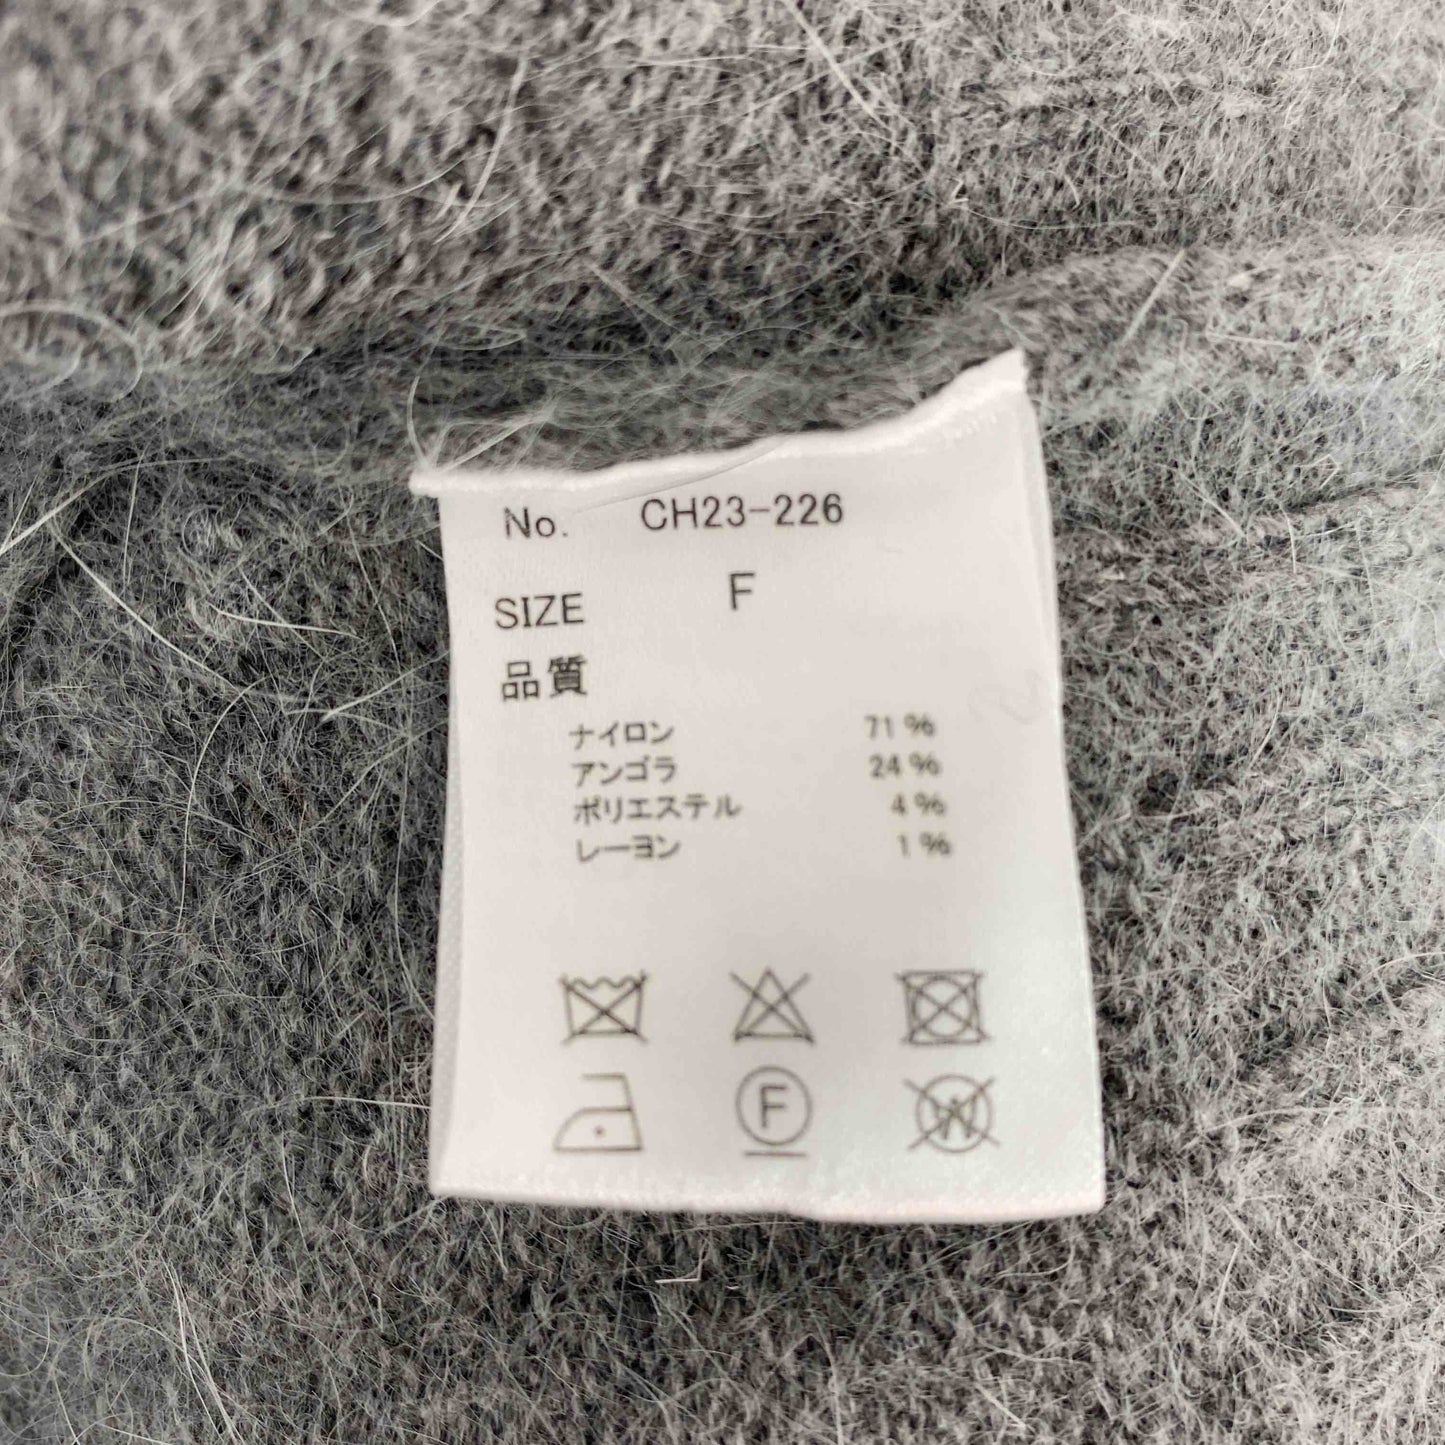 No. CH23-226
SIZE F
品質
ナイロン 71%
アンゴラ 24%
ポリエステル 4%
レーヨン 1%
F
W